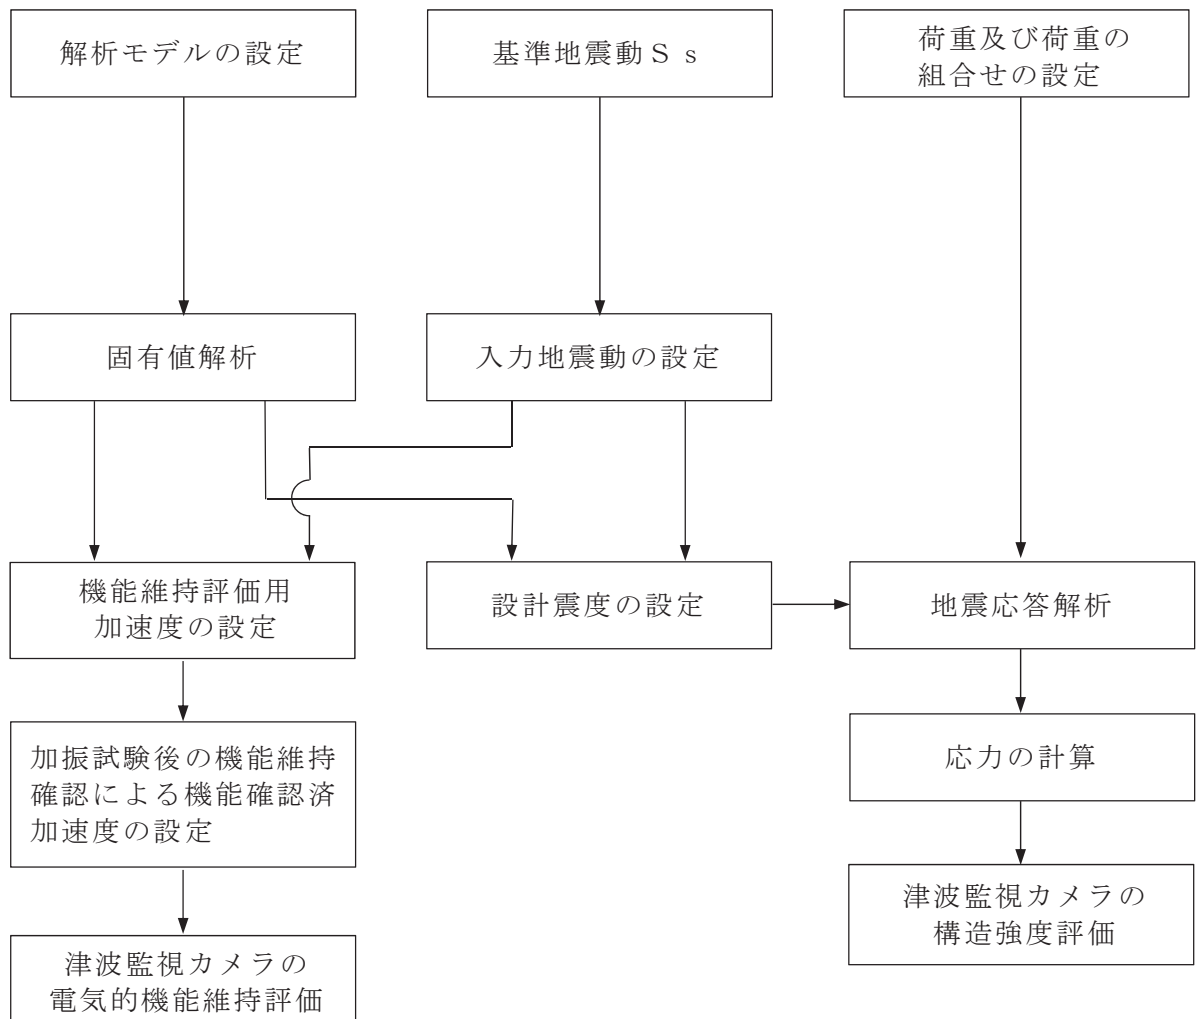 解析モデルの設定
基準地震動Ｓｓ
荷重及び荷重の
組合せの設定
固有値解析
入力地震動の設定
機能維持評価用
加速度の設定
設計震度の設定
地震応答解析
加振試験後の機能維持
確認による機能確認済
加速度の設定
応力の計算
津波監視カメラの
構造強度評価
津波監視カメラの
電気的機能維持評価